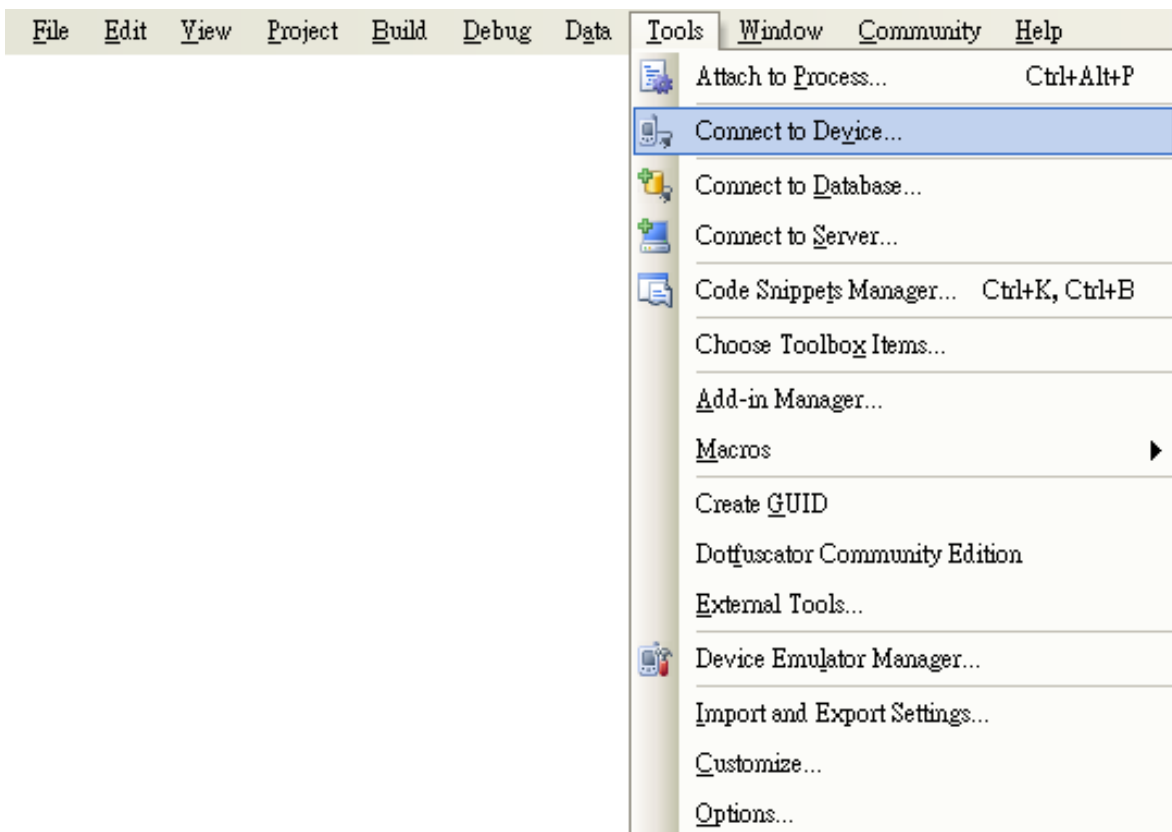 File Edit View Project Build Debug Data Tools Window Community Help
Attach to Process... Ctrl+Alt+P
Connect to Device...
Connect to Database...
Connect to Server...
Code Snippets Manager... Ctrl+K, Ctrl+B
Choose Toolbox Items...
Add-in Manager...
Macros
Create GUID
Dotfuscator Community Edition
External Tools...
Device Emulator Manager...
Import and Export Settings...
Customize...
Options...